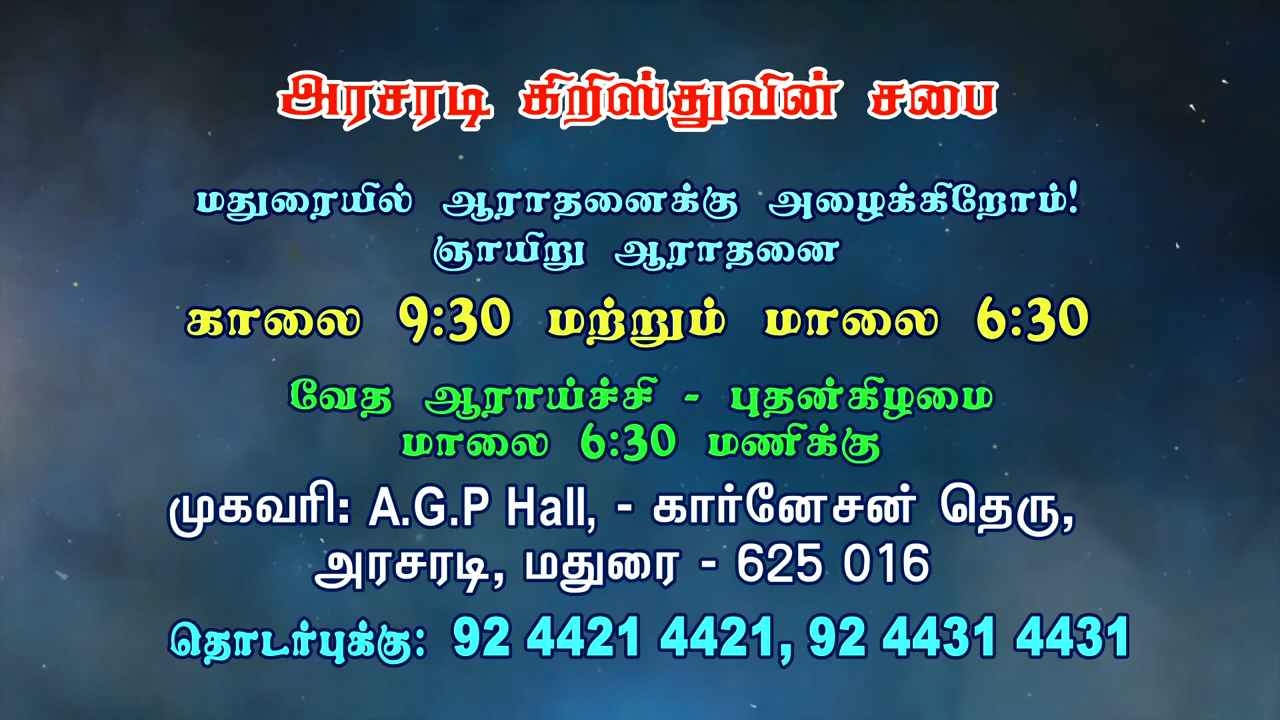 அரசரடி கிறிஸ்துவின் சபை
மதுரையில் ஆராதனைக்கு அழைக்கிறோம்!
ஞாயிறு ஆராதனை
காலை 9:30 மற்றும் மாலை 6:30
வேத ஆராய்ச்சி - புதன்கிழமை
மாலை 6:30 மணிக்கு
முகவரி: A.G.P Hall, - கார்னேசன் தெரு,
அரசரடி, மதுரை - 625 016
தொடர்புக்கு: 92 4421 4421, 92 4431 4431